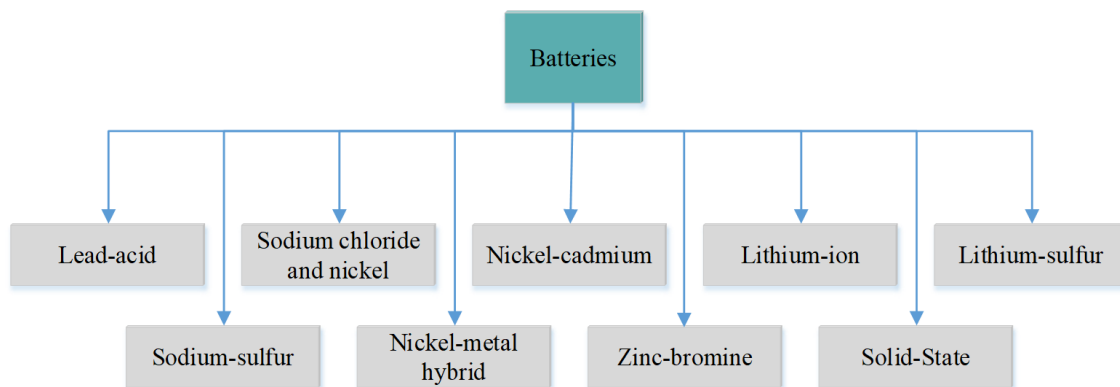 Batteries
Lead-acid
Sodium chloride
and nickel
Nickel-cadmium
Lithium-ion
Lithium-sulfur
Sodium-sulfur
Nickel-metal
hybrid
Zinc-bromine
Solid-State